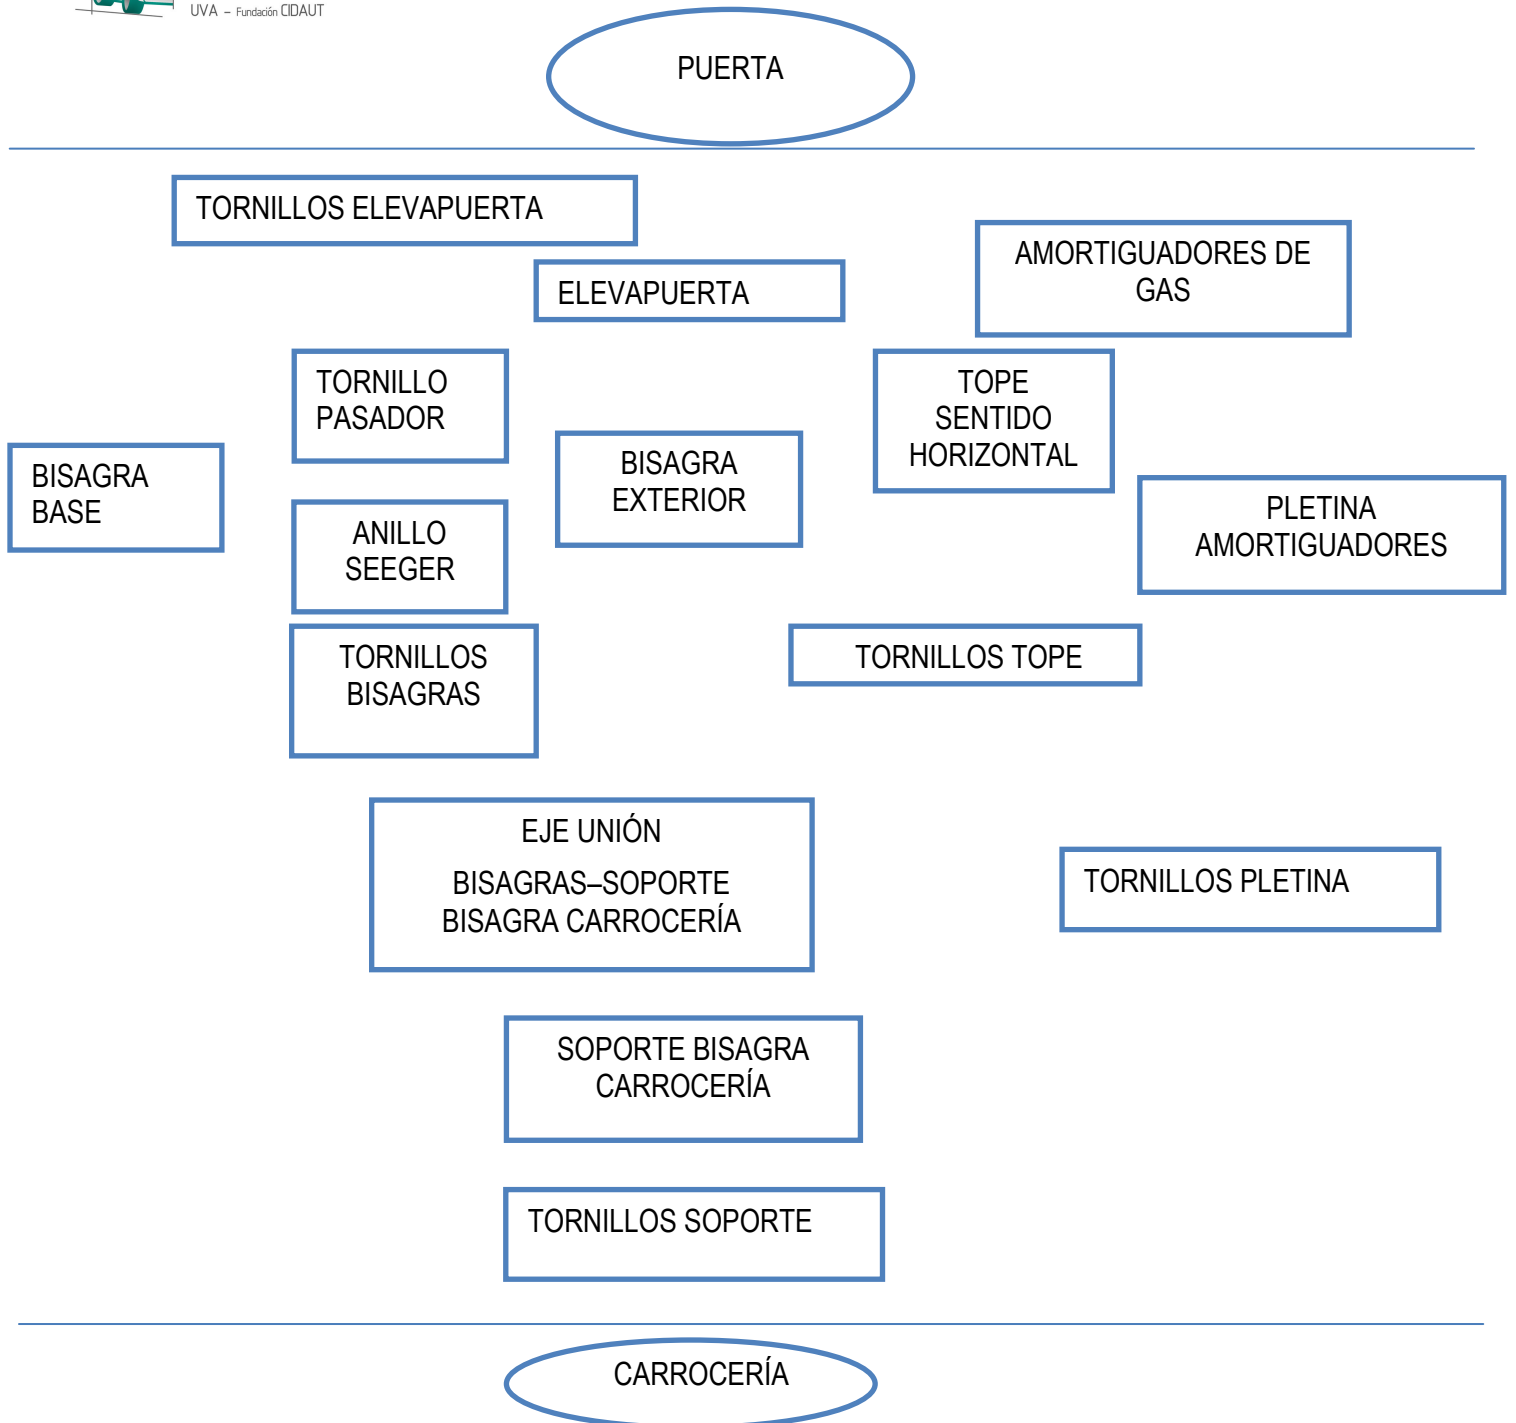 UVA – Fundación CIDAUT
PUERTA
TORNILLOS ELEVAPUERTA
AMORTIGUADORES DE
GAS
ELEVAPUERTA
TORNILLO
PASADOR
TOPE
SENTIDO
HORIZONTAL
BISAGRA
BASE
BISAGRA
EXTERIOR
PLETINA
AMORTIGUADORES
ANILLO
SEEGER
TORNILLOS
BISAGRAS
TORNILLOS TOPE
EJE UNIÓN
BISAGRAS–SOPORTE
BISAGRA CARROCERÍA
TORNILLOS PLETINA
SOPORTE BISAGRA
CARROCERÍA
TORNILLOS SOPORTE
CARROCERÍA